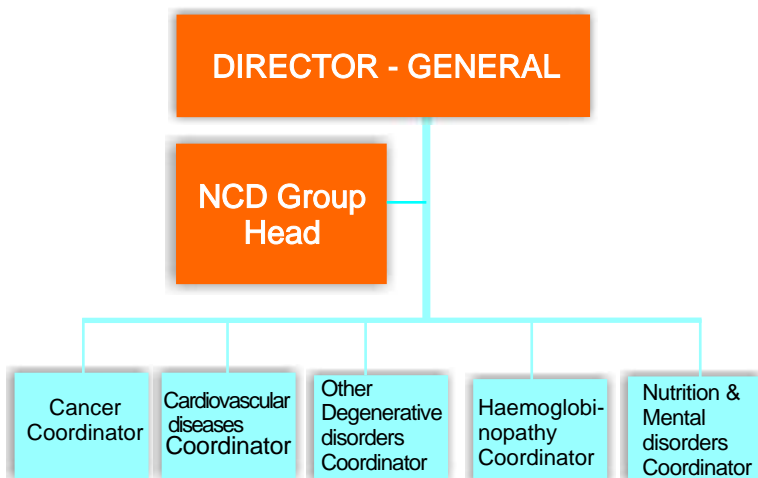 DIRECTOR - GENERAL
NCD Group
Head
Cancer
Coordinator
Cardiovascular
diseases
Coordinator
Other
Degenerative
disorders
Coordinator
Haemoglobi-
nopathy
Coordinator
Nutrition &
Mental
disorders
Coordinator